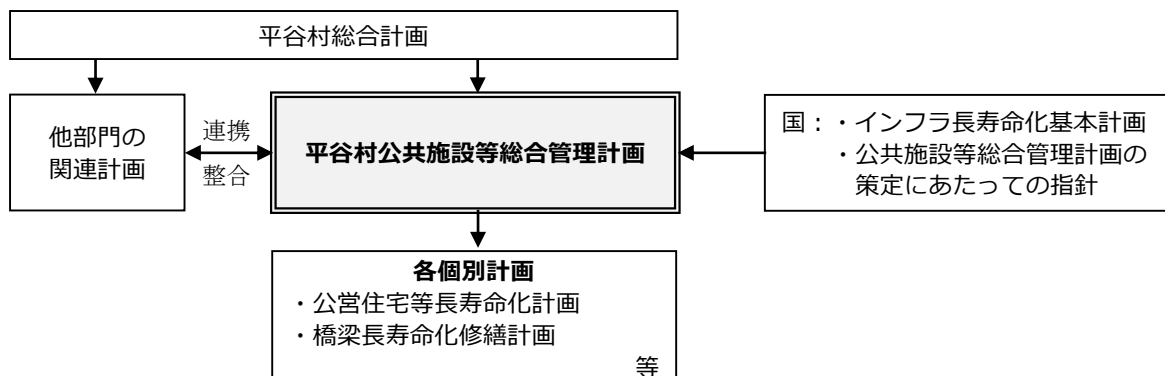 平谷村総合計画
他部門の
関連計画
連携
整合
平谷村公共施設等総合管理計画
国：・インフラ長寿命化基本計画
・公共施設等総合管理計画の
策定にあたっての指針
各個別計画
・公営住宅等長寿命化計画
・橋梁長寿命化修繕計画
等